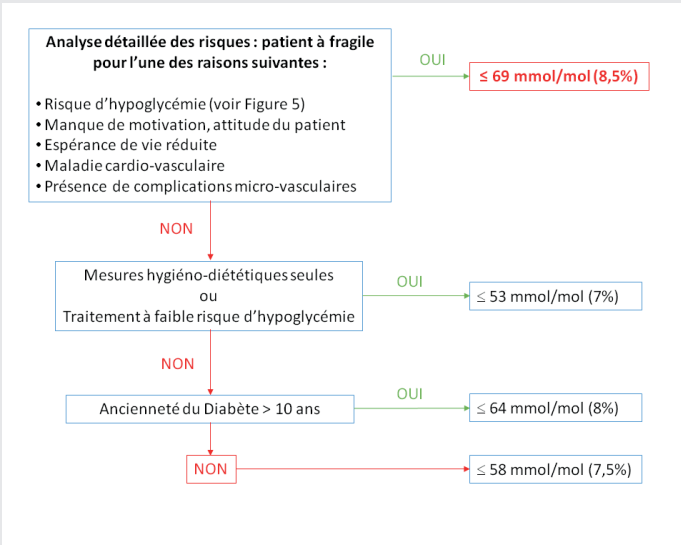 Analyse détaillée des risques : patient à fragile
pour l'une des raisons suivantes :
OUI
≤ 69 mmol/mol (8,5%)
• Risque d'hypoglycémie (voir Figure 5)
• Manque de motivation, attitude du patient
• Espérance de vie réduite
• Maladie cardio-vasculaire
• Présence de complications micro-vasculaires
NON
Mesures hygiéno-diététiques seules
ou
Traitement à faible risque d'hypoglycémie
OUI
≤ 53 mmol/mol (7%)
NON
Ancienneté du Diabète > 10 ans
OUI
≤ 64 mmol/mol (8%)
NON
≤ 58 mmol/mol (7,5%)